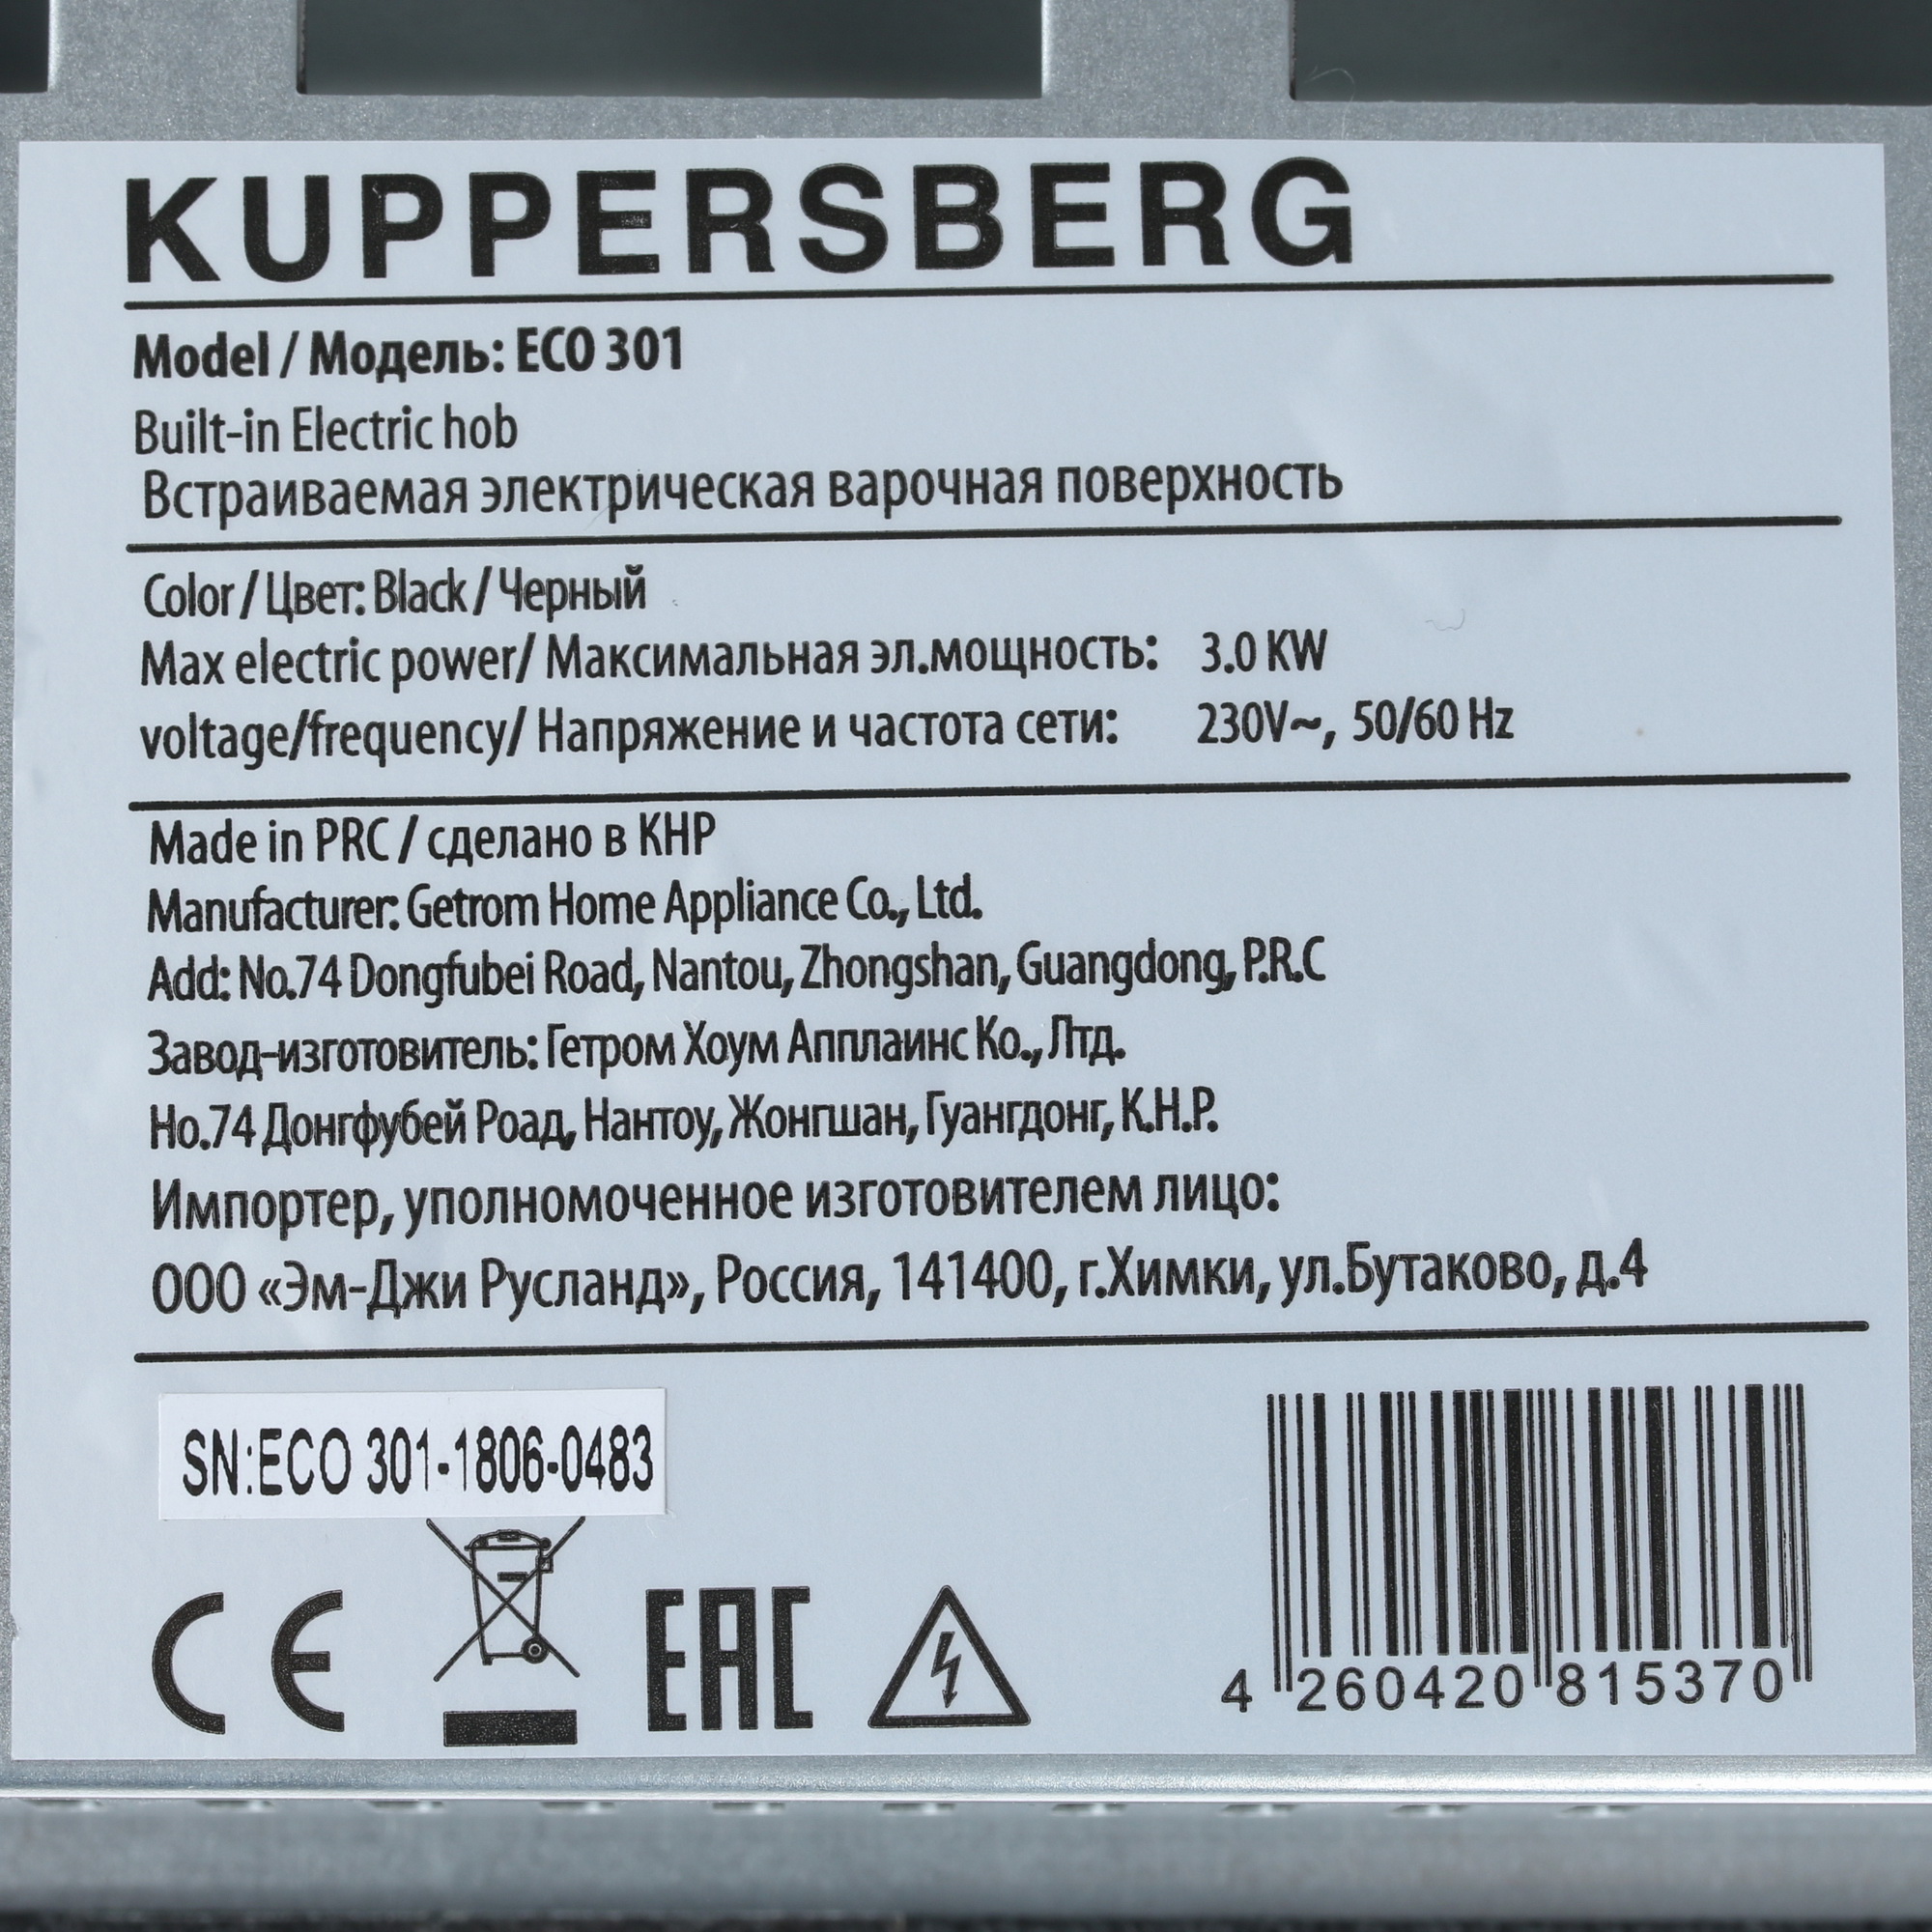 KUPPERSBERG
Model / Модель: ECO 301
Built-in Electric hob
Встраиваемая электрическая варочная поверхность
Color / Цвет: Black / Черный
Max electric power/ Максимальная эл.мощность: 3.0 KW
voltage/frequency/ Напряжение и частота сети: 230V~, 50/60 Hz
Made in PRC / сделано в КНР
Manufacturer: Getrom Home Appliance Co., Ltd.
Add: No.74 Dongfubei Road, Nantou, Zhongshan, Guangdong, P.R.C
Завод-изготовитель: Гетром Хоум Апплаинс Ко., Лтд.
Но.74 Донгфубей Роад, Нантоу, Жонгшан, Гуангдонг, К.Н.Р.
Импортер, уполномоченное изготовителем лицо:
ООО «Эм-Джи Русланд», Россия, 141400, г.Химки, ул.Бутаково, д.4
SN:ECO 301-1806-0483
CE EAC
4 260420 815370